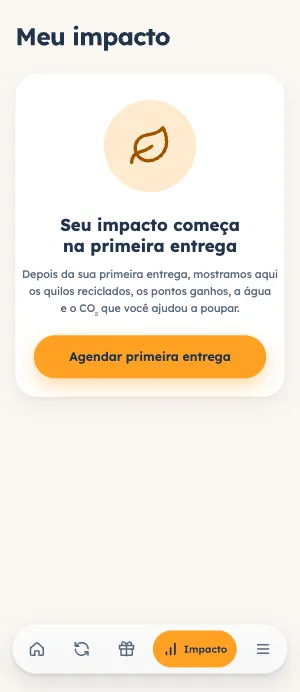 Meu impacto
Seu impacto começa
na primeira entrega
Depois da sua primeira entrega, mostramos aqui
os quilos reciclados, os pontos ganhos, a água
e o CO₂ que você ajudou a poupar.
Agendar primeira entrega
Impacto